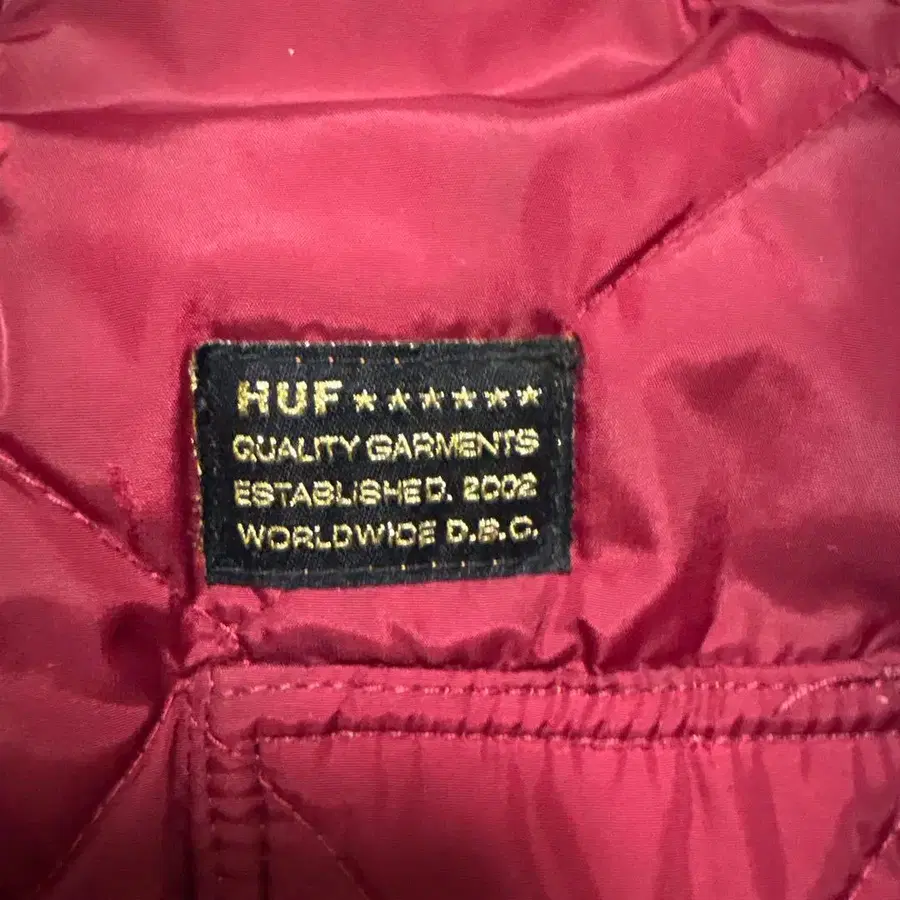 HUF ★★★★★★
QUALITY GARMENTS
ESTABLISHED. 2002
WORLDWIDE D.B.C.